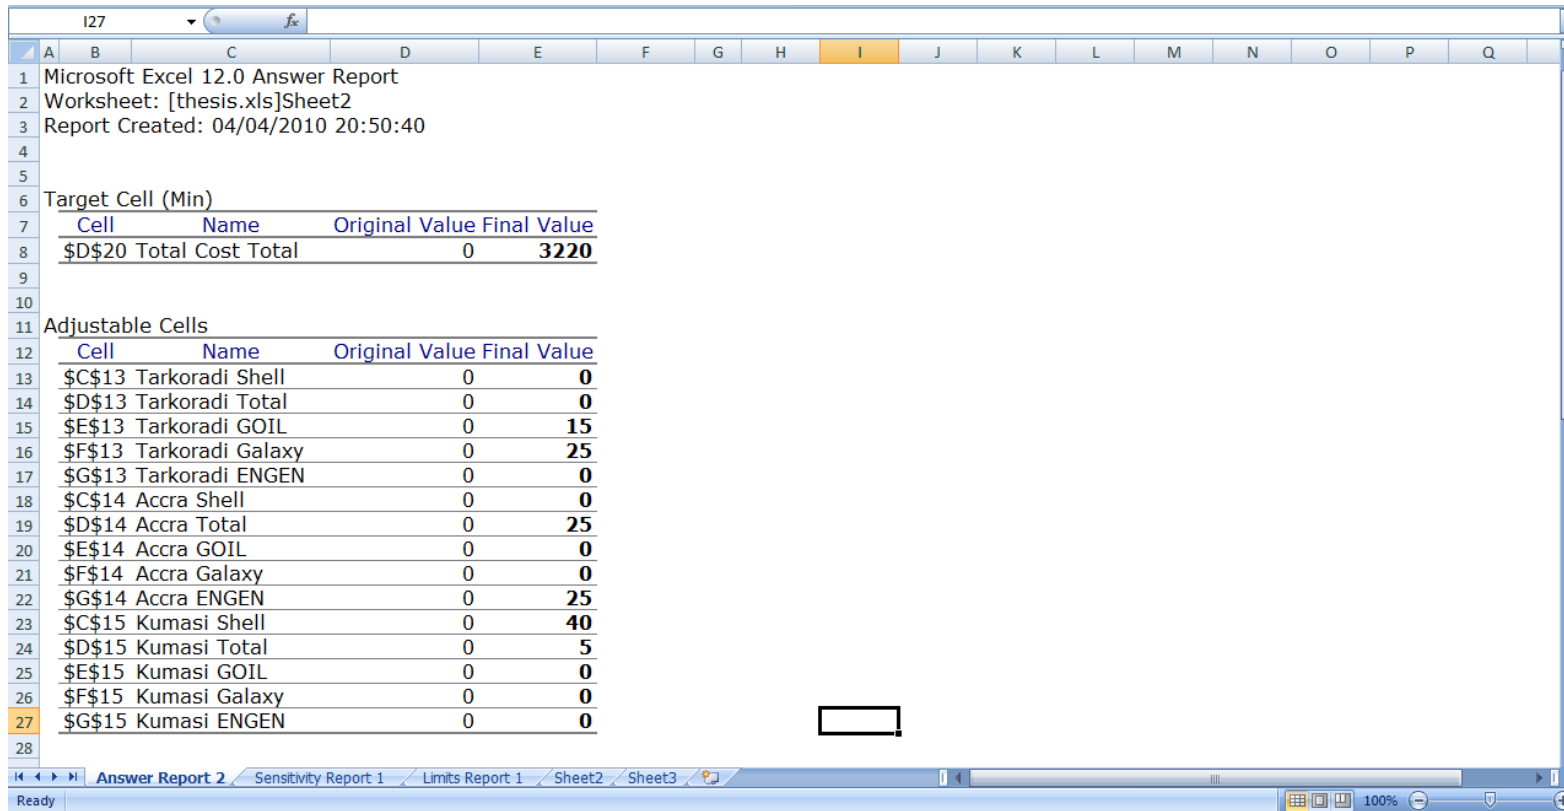 I27 fx
A B C D E F G H I J K L M N O P Q
1 Microsoft Excel 12.0 Answer Report
2 Worksheet: [thesis.xls]Sheet2
3 Report Created: 04/04/2010 20:50:40
4
5
6 Target Cell (Min)
7 Cell Name Original Value Final Value
8 $D$20 Total Cost Total 0 3220
9
10
11 Adjustable Cells
12 Cell Name Original Value Final Value
13 $C$13 Tarkoradi Shell 0 0
14 $D$13 Tarkoradi Total 0 0
15 $E$13 Tarkoradi GOIL 0 15
16 $F$13 Tarkoradi Galaxy 0 25
17 $G$13 Tarkoradi ENGEN 0 0
18 $C$14 Accra Shell 0 0
19 $D$14 Accra Total 0 25
20 $E$14 Accra GOIL 0 0
21 $F$14 Accra Galaxy 0 0
22 $G$14 Accra ENGEN 0 25
23 $C$15 Kumasi Shell 0 40
24 $D$15 Kumasi Total 0 5
25 $E$15 Kumasi GOIL 0 0
26 $F$15 Kumasi Galaxy 0 0
27 $G$15 Kumasi ENGEN 0 0
28
Answer Report 2 Sensitivity Report 1 Limits Report 1 Sheet2 Sheet3
Ready 100%